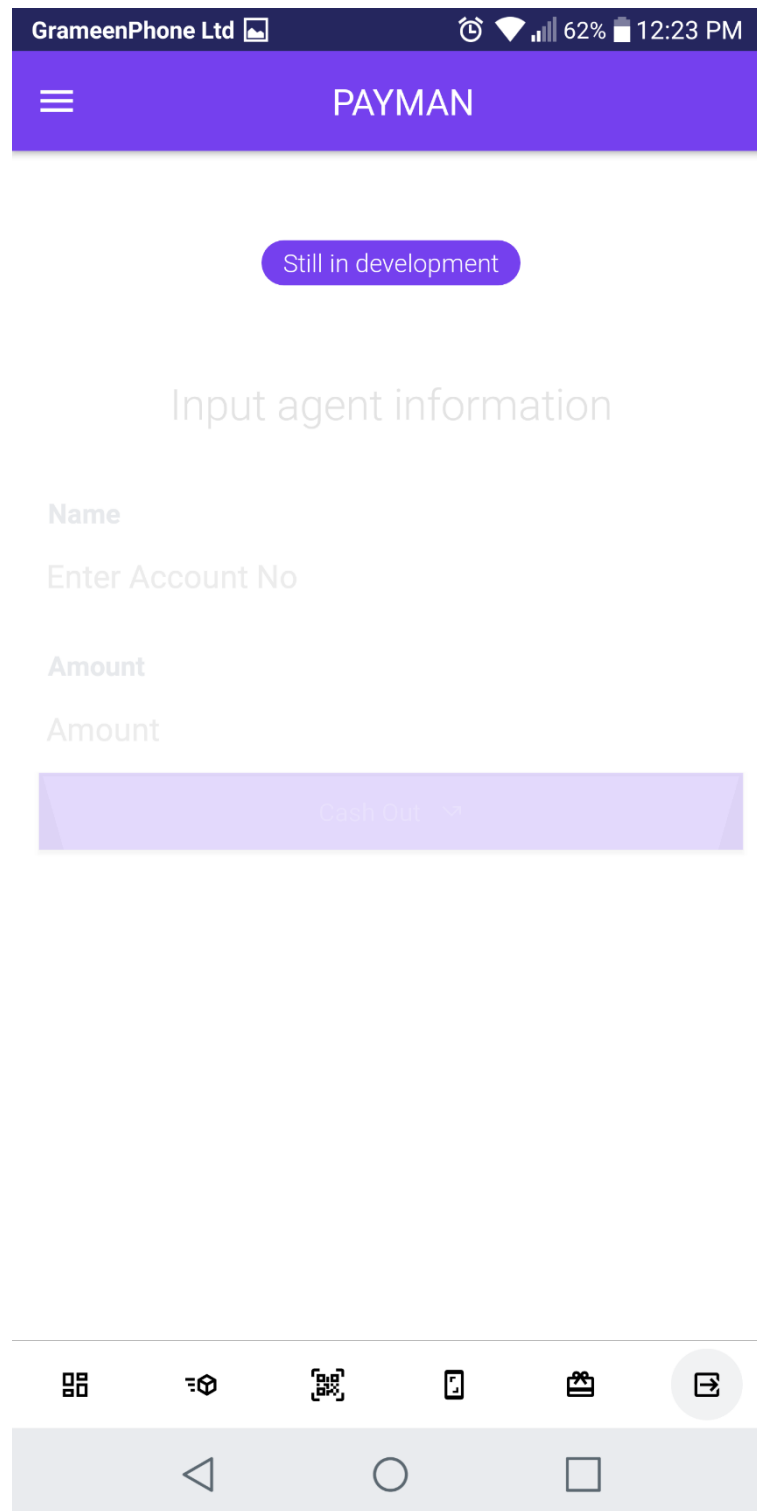 GrameenPhone Ltd 62% 12:23 PM
PAYMAN
Still in development
Input agent information
Name
Enter Account No
Amount
Amount
Cash Out